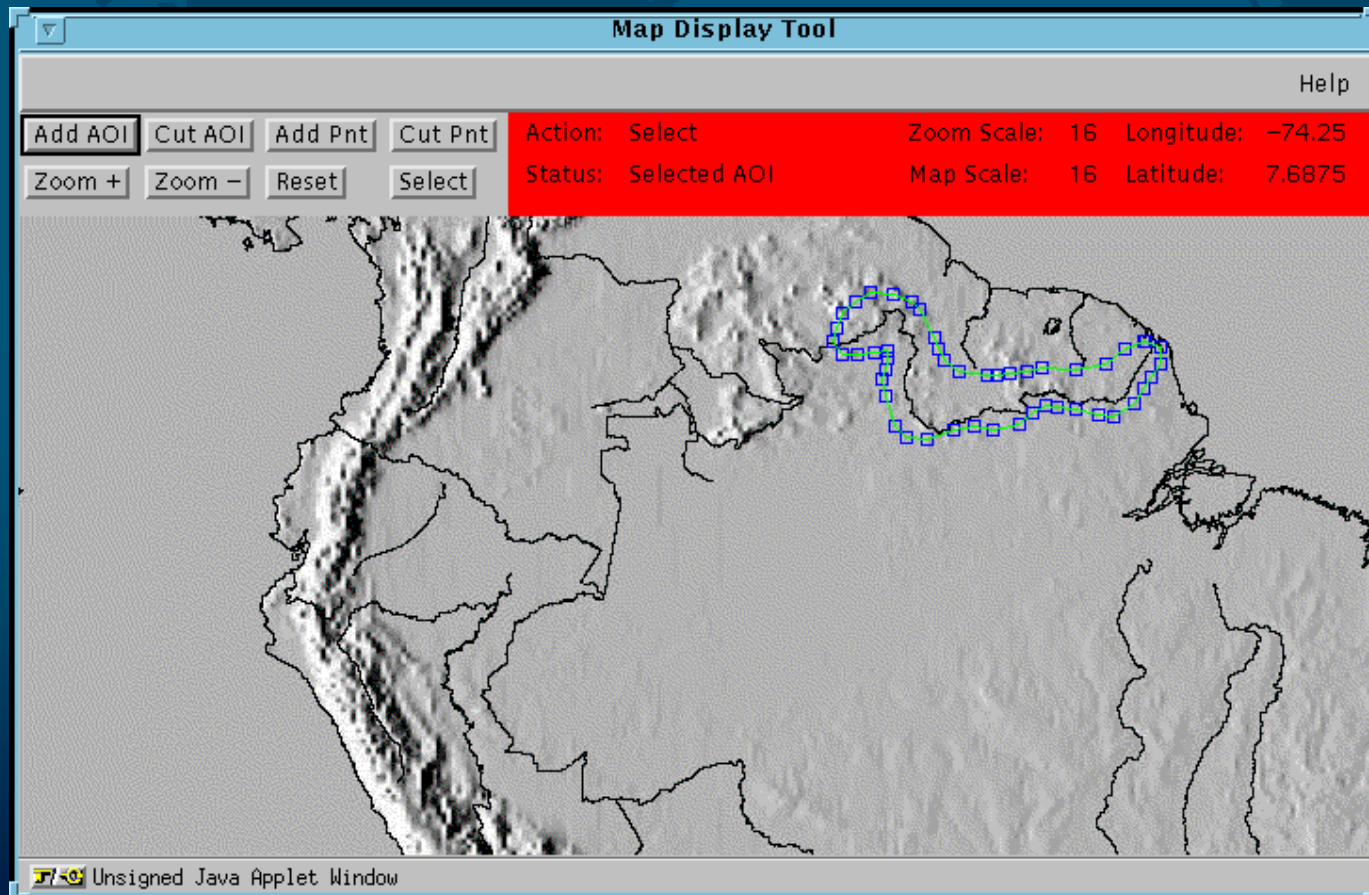 Map Display Tool
Help
Add AOI Cut AOI Add Pnt Cut Pnt Action: Select Zoom Scale: 16 Longitude: −74.25
Zoom + Zoom − Reset Select Status: Selected AOI Map Scale: 16 Latitude: 7.6875
Unsigned Java Applet Window